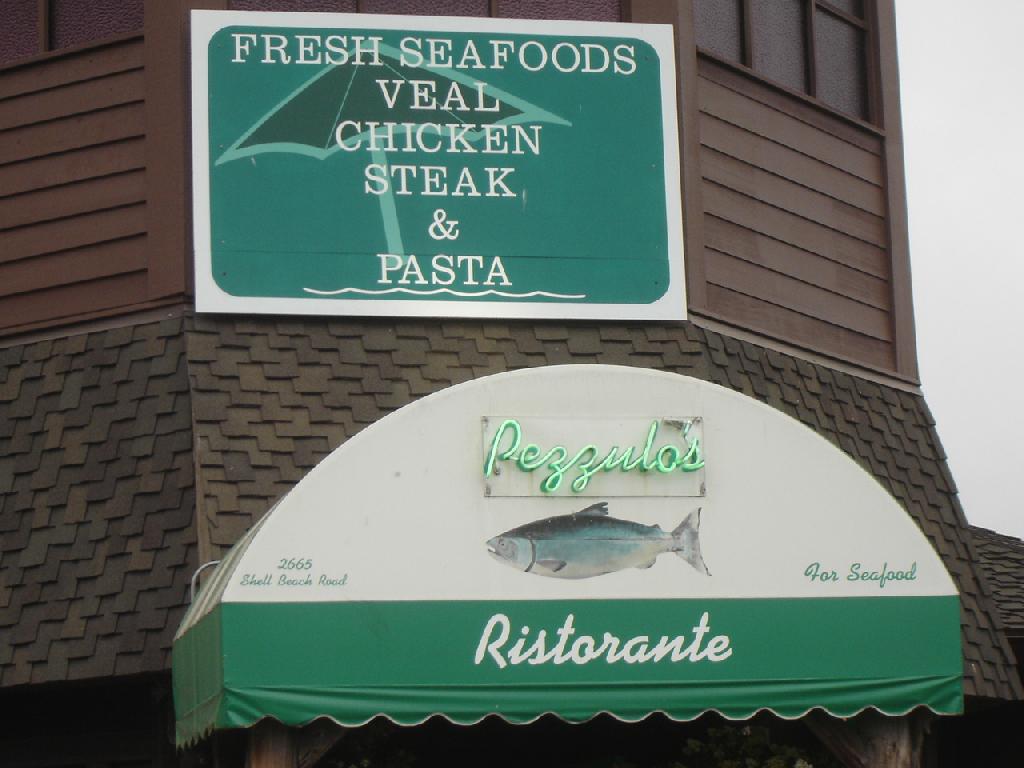 FRESH SEAFOODS
VEAL
CHICKEN
STEAK
&
PASTA
Pezzulo's
2665
Shell Beach Road
For Seafood
Ristorante